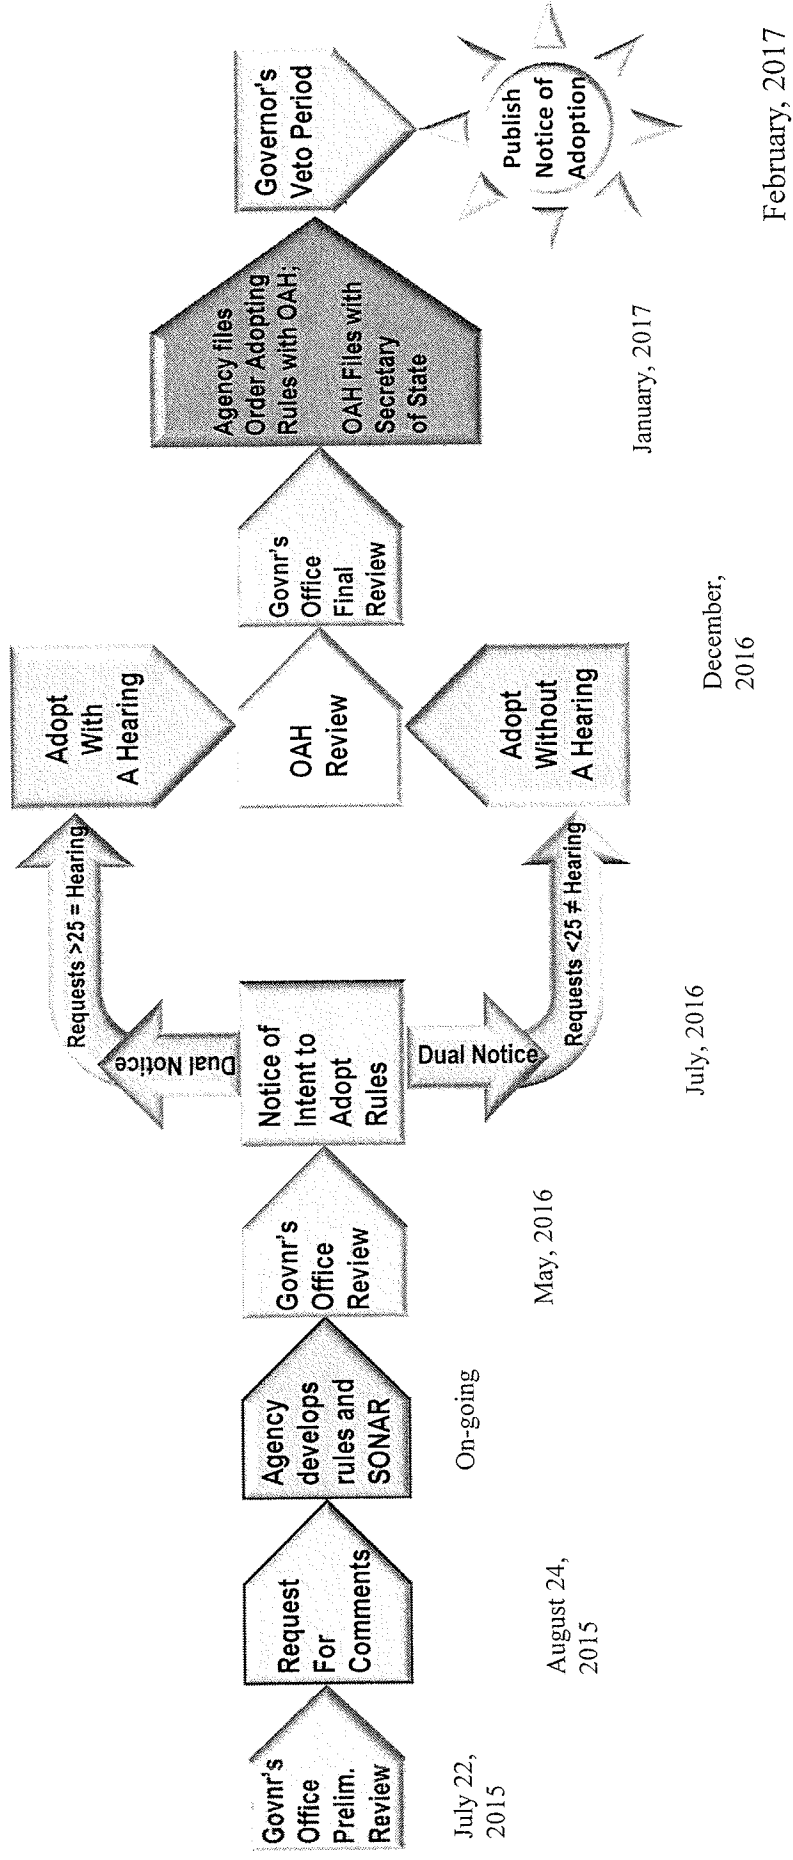 Govnr's
Office
Prelim.
Review
July 22,
2015
Request
For
Comments
August 24,
2015
Agency
develops
rules and
SONAR
On-going
Govnr's
Office
Review
May, 2016
Notice of
Intent to
Adopt
Rules
July, 2016
Dual Notice
Requests >25 = Hearing
Dual Notice
Requests <25 ≠ Hearing
Adopt
With
A Hearing
OAH
Review
Adopt
Without
A Hearing
Govnr's
Office
Final
Review
December,
2016
Agency files
Order Adopting
Rules with OAH;
OAH Files with
Secretary
of State
January, 2017
Governor's
Veto Period
Publish
Notice of
Adoption
February, 2017